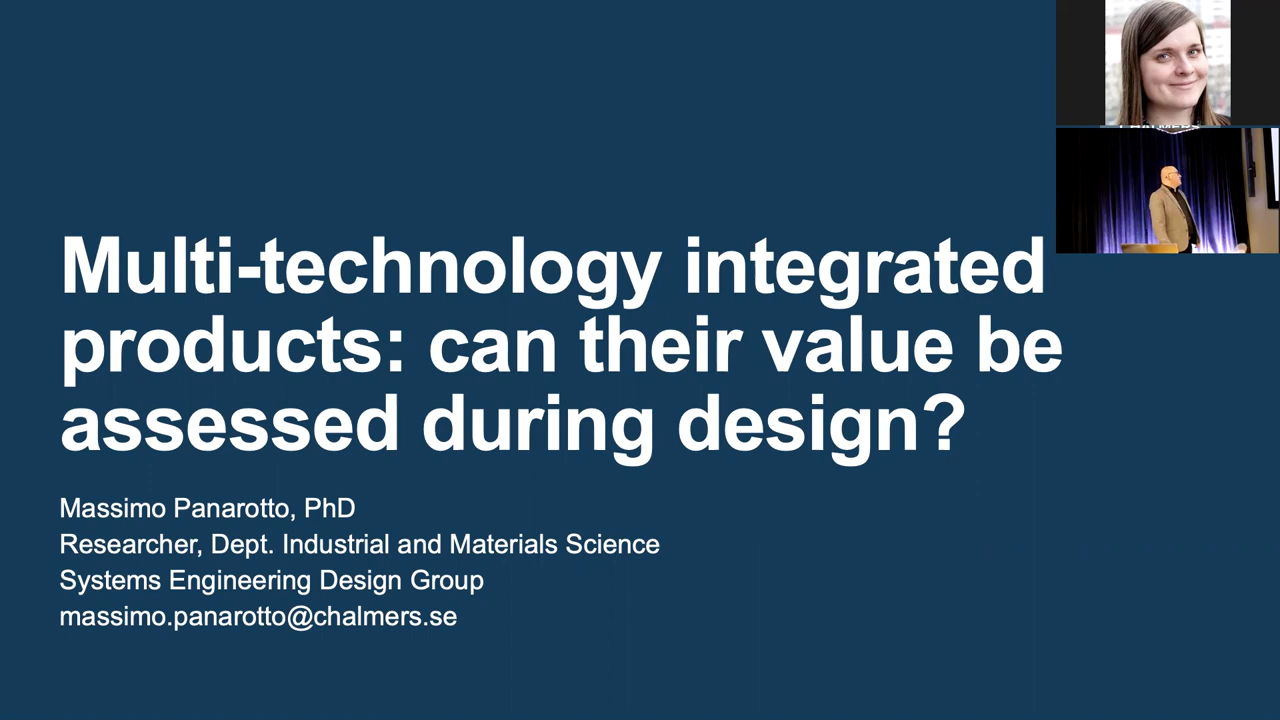 Multi-technology integrated
products: can their value be
assessed during design?
Massimo Panarotto, PhD
Researcher, Dept. Industrial and Materials Science
Systems Engineering Design Group
massimo.panarotto@chalmers.se